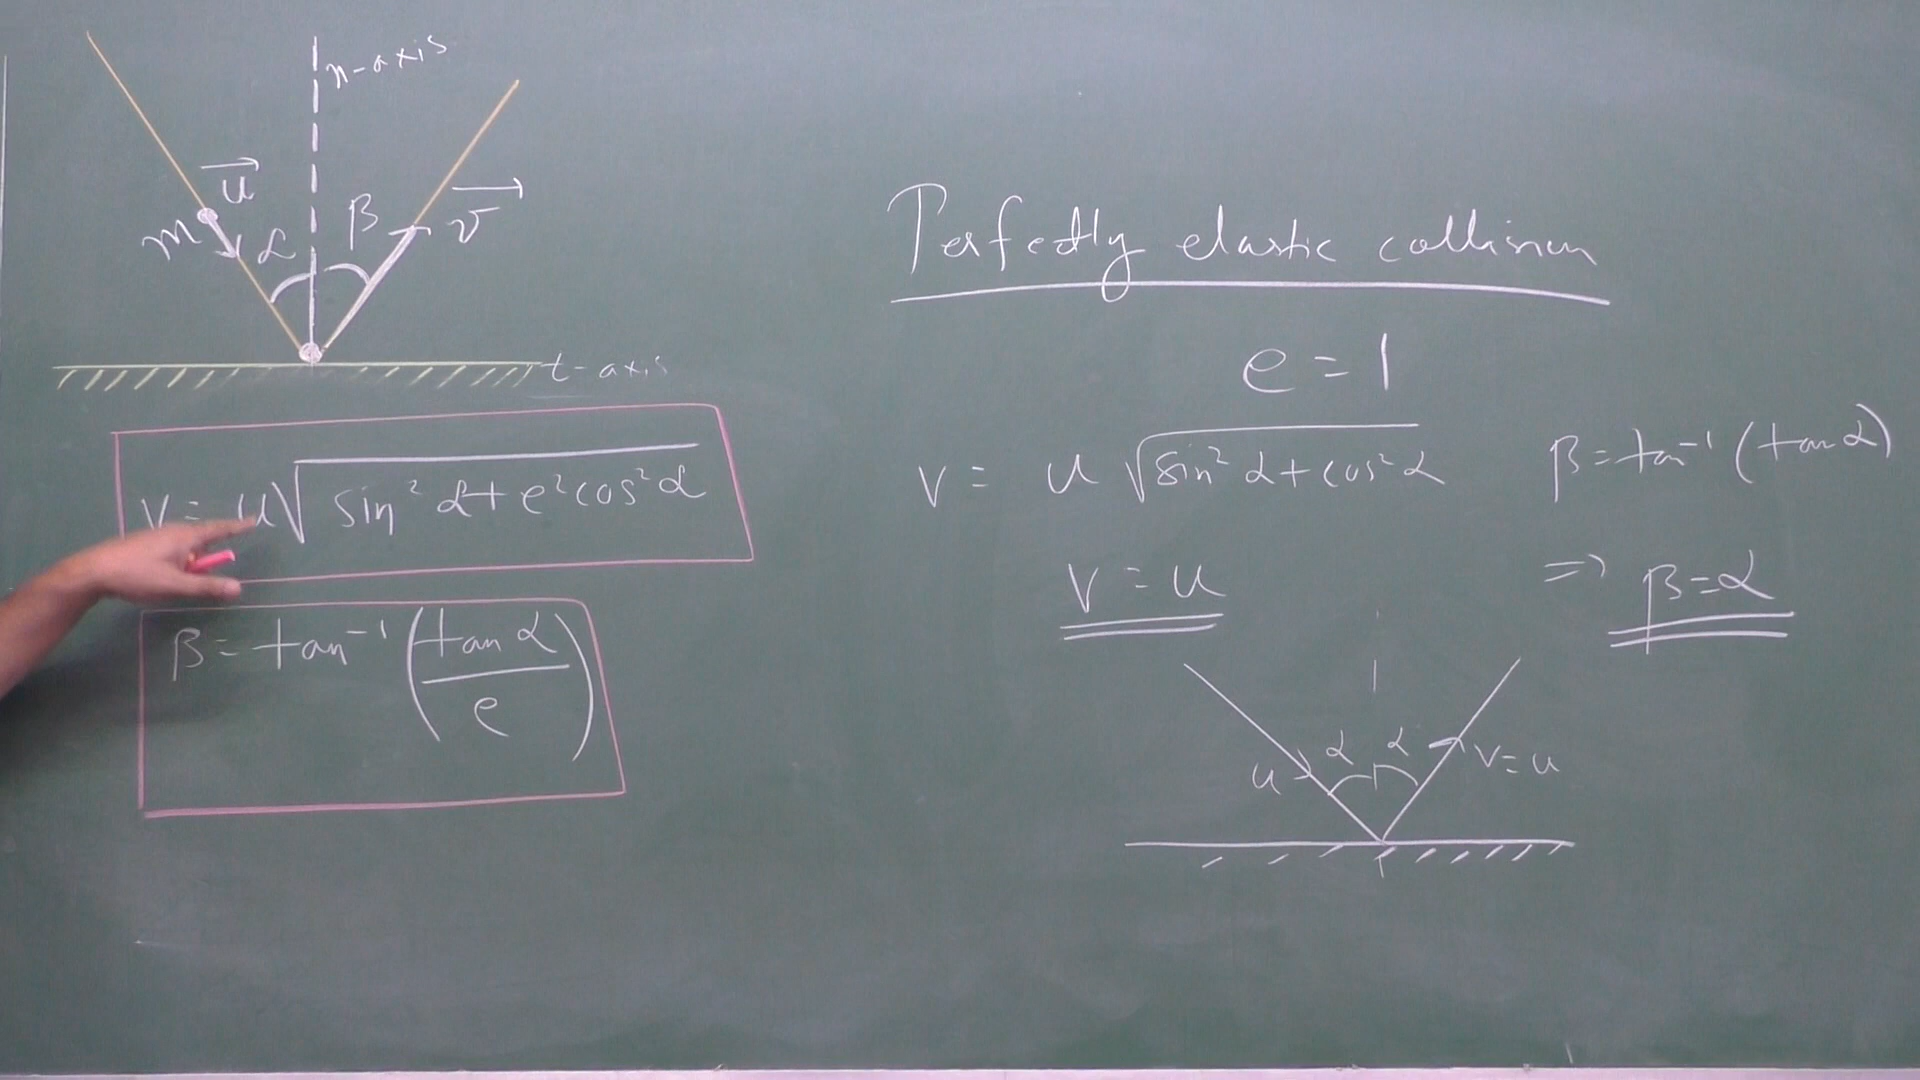 n-axis
u
m
α
β
v
t-axis
v = u√(sin²α + e²cos²α)
β = tan⁻¹(tan α / e)
Perfectly elastic collision
e = 1
v = u√(sin²α + cos²α)
β = tan⁻¹(tan α)
v = u
⇒ β = α
u
α
α
v = u